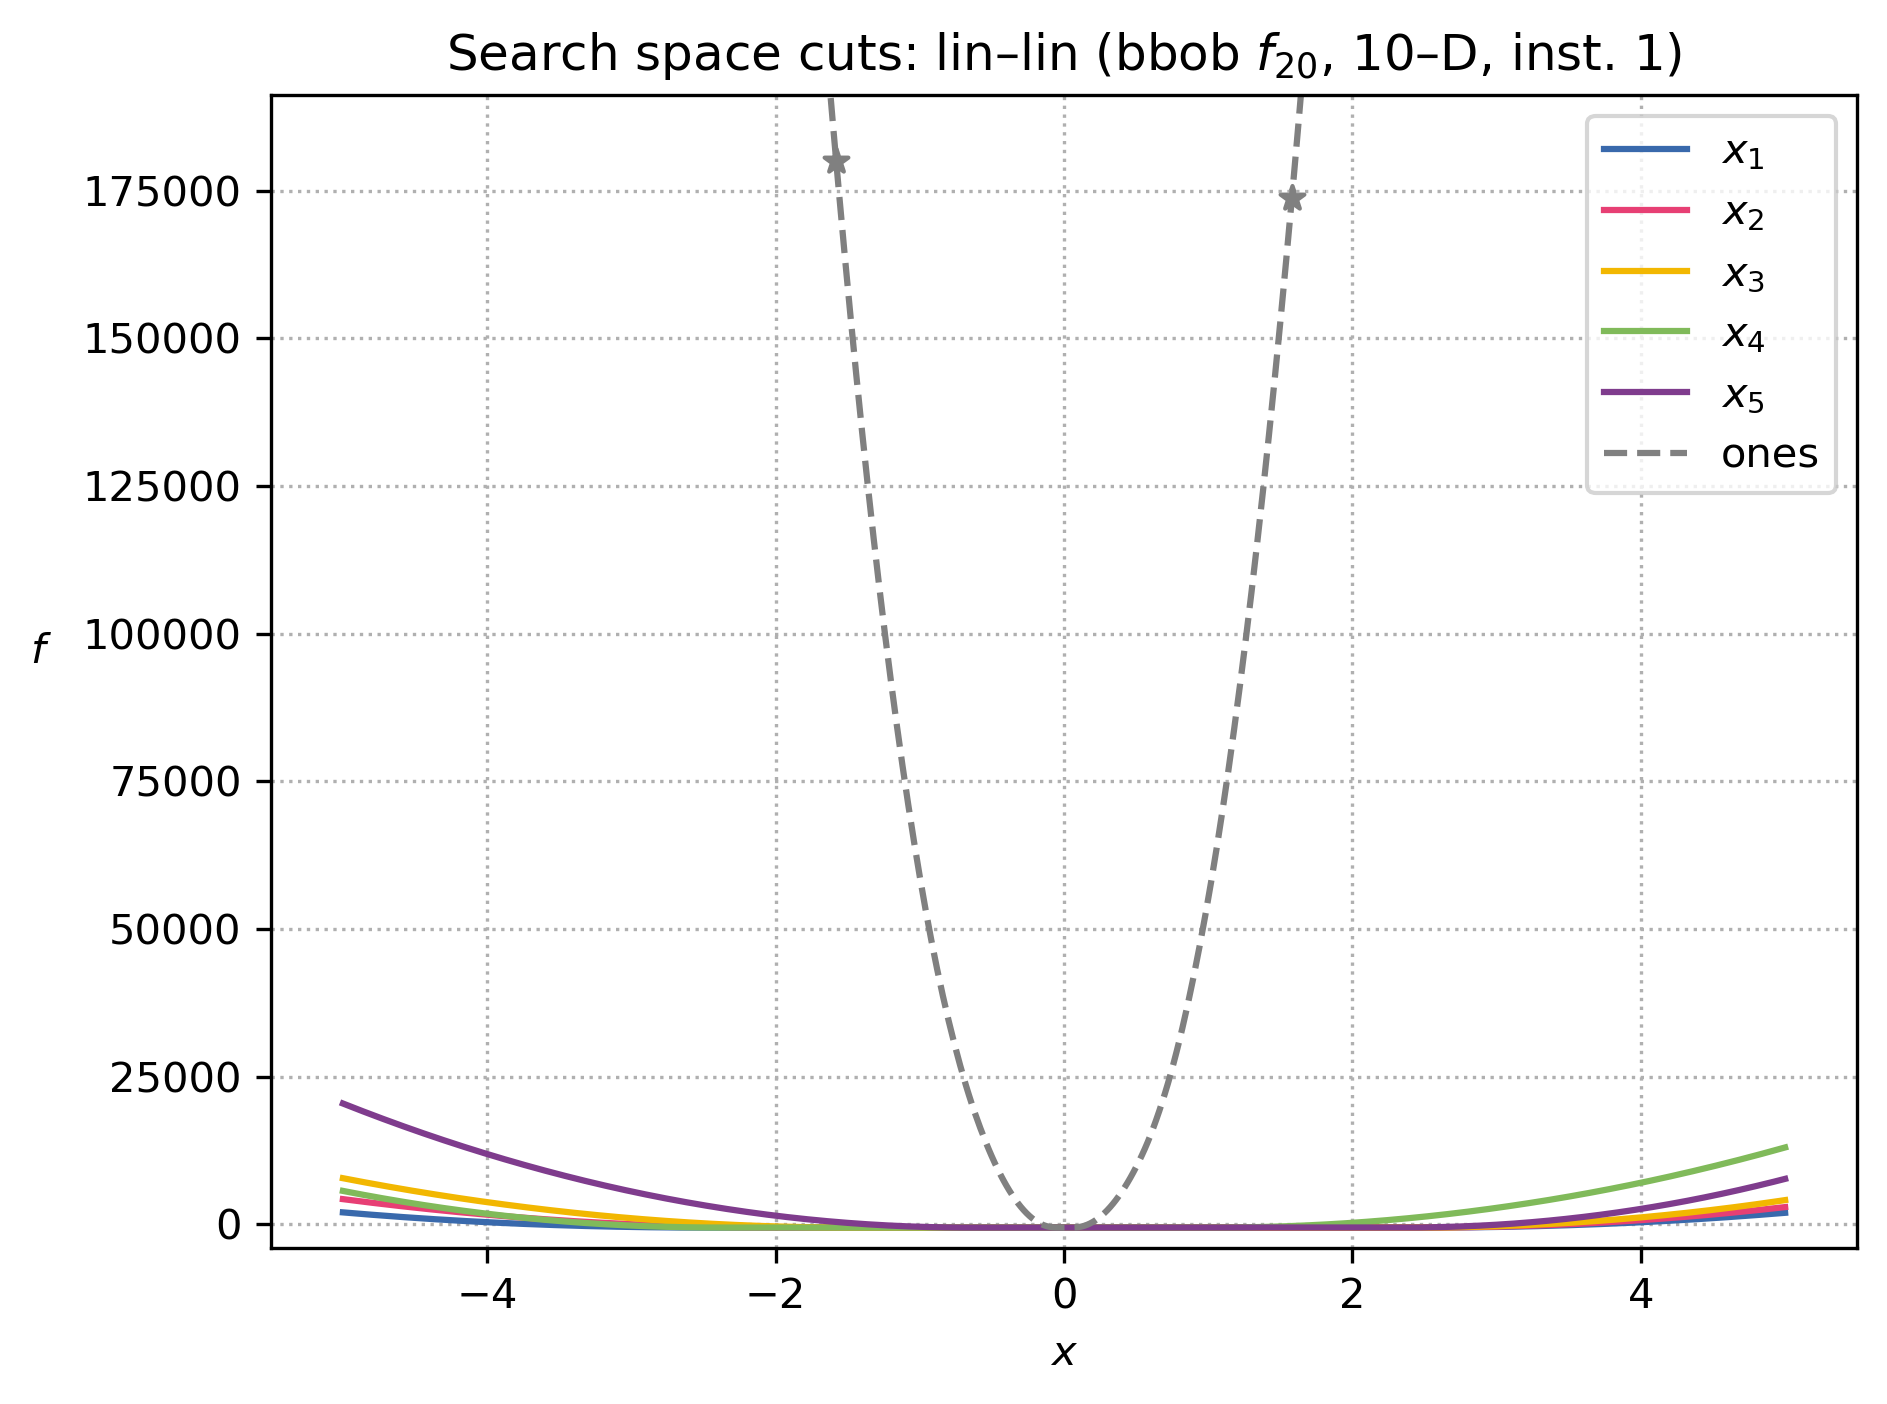 Search space cuts: lin–lin (bbob f₂₀, 10–D, inst. 1)
175000
150000
125000
100000
75000
50000
25000
0
f
−4 −2 0 2 4
x
x₁
x₂
x₃
x₄
x₅
ones